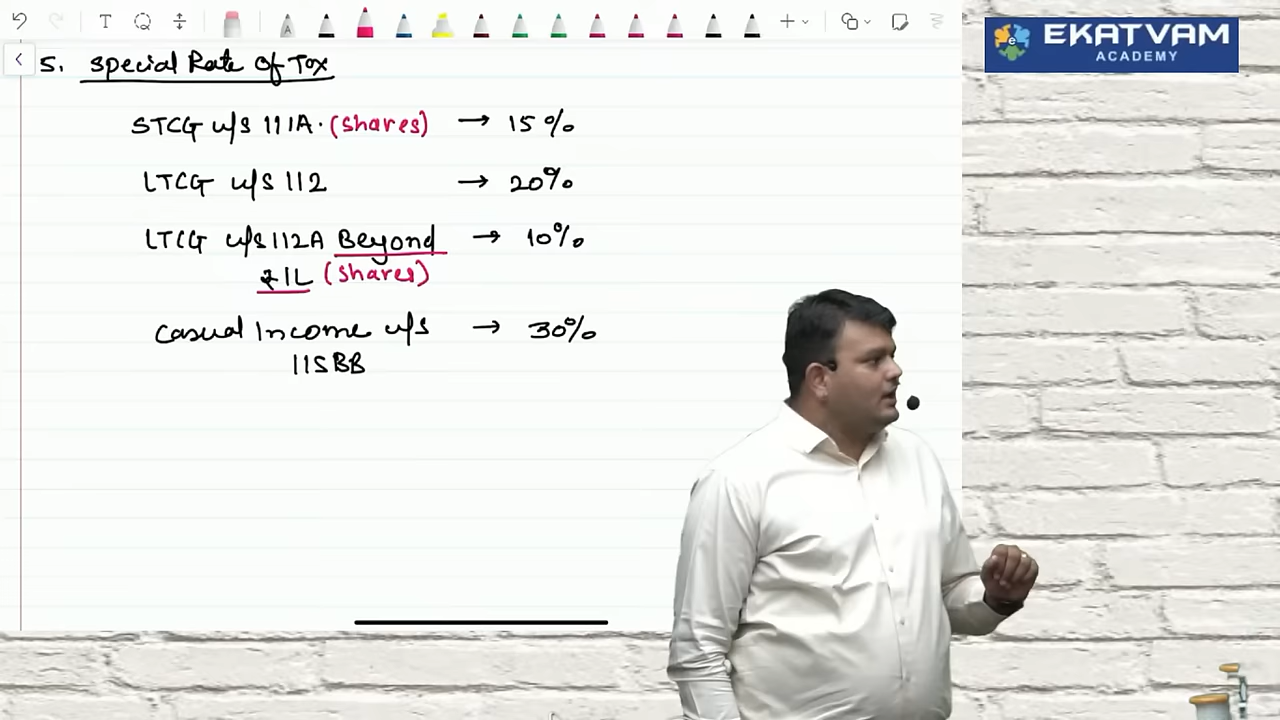 EKATVAM
ACADEMY
5. Special Rate Of Tax
STCG u/s 111A. (Shares) → 15%
LTCG u/s 112 → 20%
LTCG u/s 112A Beyond → 10%
₹1L (Shares)
Casual Income u/s → 30%
115BB